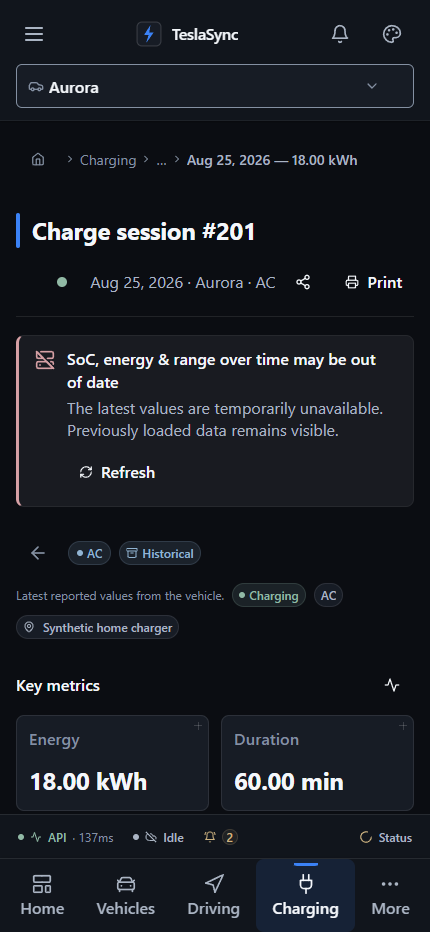 TeslaSync
Aurora
Charging
...
Aug 25, 2026 — 18.00 kWh
Charge session #201
Aug 25, 2026 · Aurora · AC
Print
SoC, energy & range over time may be out
of date
The latest values are temporarily unavailable.
Previously loaded data remains visible.
Refresh
AC
Historical
Latest reported values from the vehicle.
Charging
AC
Synthetic home charger
Key metrics
Energy
Duration
18.00 kWh
60.00 min
API · 137ms
Idle
2
Status
Home
Vehicles
Driving
Charging
More